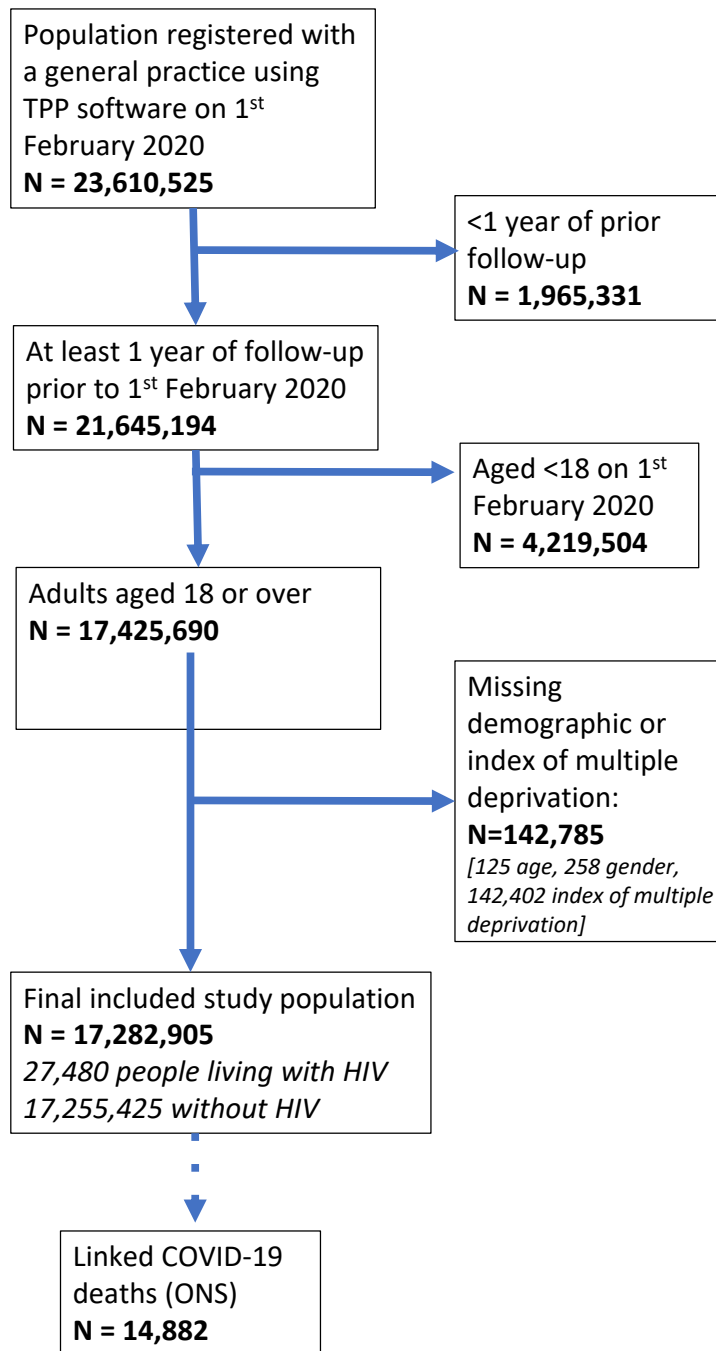 Population registered with
a general practice using
TPP software on 1st
February 2020
N = 23,610,525
<1 year of prior
follow-up
N = 1,965,331
At least 1 year of follow-up
prior to 1st February 2020
N = 21,645,194
Aged <18 on 1st
February 2020
N = 4,219,504
Adults aged 18 or over
N = 17,425,690
Missing
demographic or
index of multiple
deprivation:
N=142,785
[125 age, 258 gender,
142,402 index of multiple
deprivation]
Final included study population
N = 17,282,905
27,480 people living with HIV
17,255,425 without HIV
Linked COVID-19
deaths (ONS)
N = 14,882